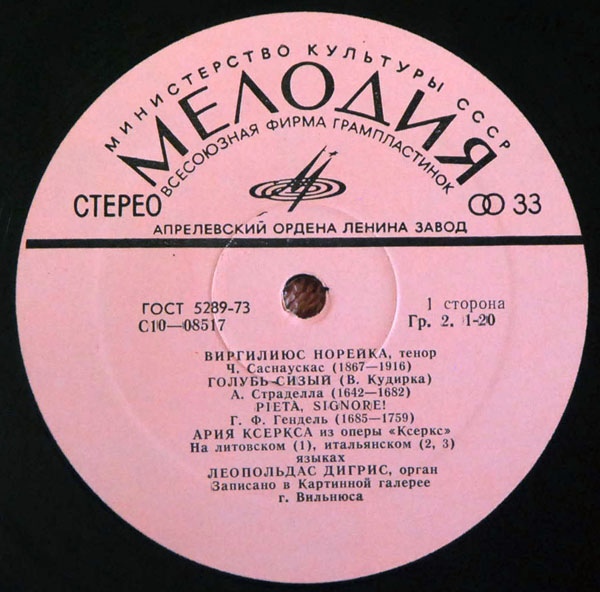 МИНИСТЕРСТВО КУЛЬТУРЫ СССР
МЕЛОДИЯ
ВСЕСОЮЗНАЯ ФИРМА ГРАМПЛАСТИНОК
СТЕРЕО 33
АПРЕЛЕВСКИЙ ОРДЕНА ЛЕНИНА ЗАВОД
ГОСТ 5289-73
С10—08517
1 сторона
Гр. 2. 1-20
ВИРГИЛИЮС НОРЕЙКА, тенор
Ч. Саснаускас (1867—1916)
ГОЛУБЬ СИЗЫЙ (В. Кудирка)
А. Страделла (1642—1682)
PIETA, SIGNORE!
Г. Ф. Гендель (1685—1759)
АРИЯ КСЕРКСА из оперы «Ксеркс»
На литовском (1), итальянском (2, 3)
языках
ЛЕОПОЛЬДАС ДИГРИС, орган
Записано в Картинной галерее
г. Вильнюса